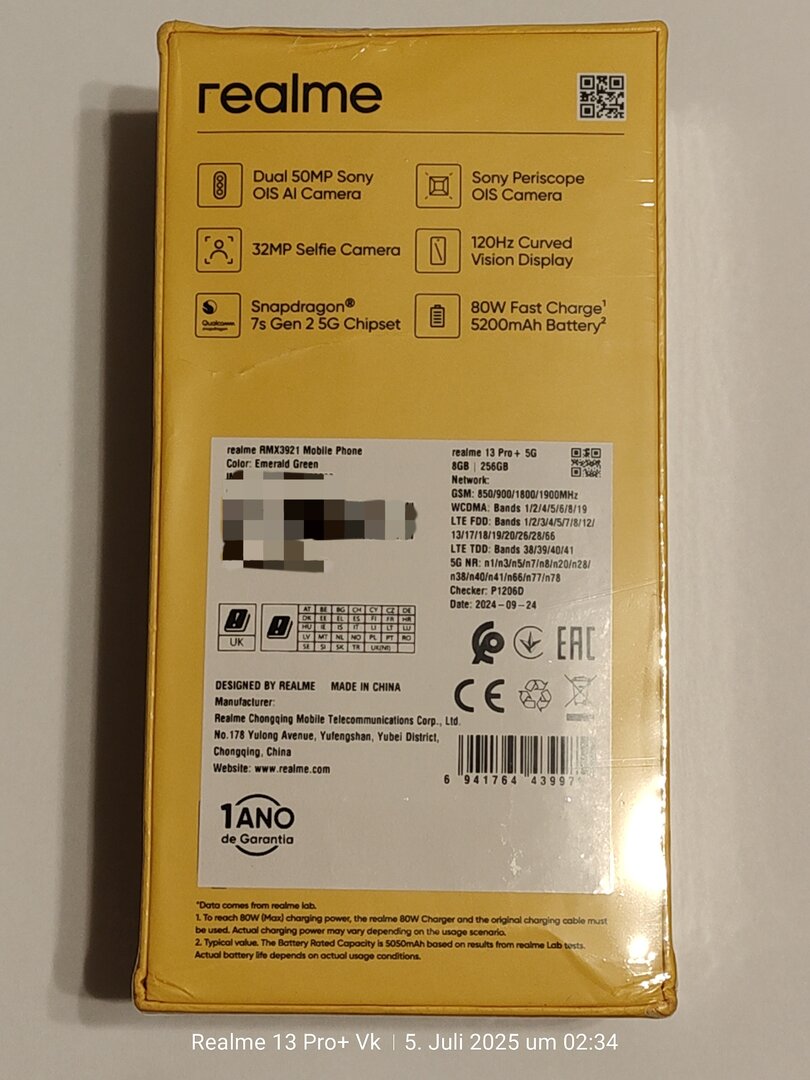 realme
Dual 50MP Sony
OIS AI Camera
Sony Periscope
OIS Camera
32MP Selfie Camera
120Hz Curved
Vision Display
Qualcomm
snapdragon
Snapdragon®
7s Gen 2 5G Chipset
80W Fast Charge¹
5200mAh Battery²
realme RMX3921 Mobile Phone
Color: Emerald Green
realme 13 Pro+ 5G
8GB | 256GB
Network:
GSM: 850/900/1800/1900MHz
WCDMA: Bands 1/2/4/5/6/8/19
LTE FDD: Bands 1/2/3/4/5/7/8/12/
13/17/18/19/20/26/28/66
LTE TDD: Bands 38/39/40/41
5G NR: n1/n3/n5/n7/n8/n20/n28/
n38/n40/n41/n66/n77/n78
Checker: P1206D
Date: 2024-09-24
UK
AT BE BG CH CY CZ DE
DK EE EL ES FI FR HR
HU IE IS IT LI LT LU
LV MT NL NO PL PT RO
SE SI SK TR UK(NI)
EAC
CE
DESIGNED BY REALME MADE IN CHINA
Manufacturer:
Realme Chongqing Mobile Telecommunications Corp., Ltd.
No.178 Yulong Avenue, Yufengshan, Yubei District,
Chongqing, China
Website: www.realme.com
6 941764 43997
1 ANO
de Garantia
*Data comes from realme lab.
1. To reach 80W (Max) charging power, the realme 80W Charger and the original charging cable must
be used. Actual charging power may vary depending on the usage scenario.
2. Typical value. The Battery Rated Capacity is 5050mAh based on results from realme Lab tests.
Actual battery life depends on actual usage conditions.
Realme 13 Pro+ Vk | 5. Juli 2025 um 02:34